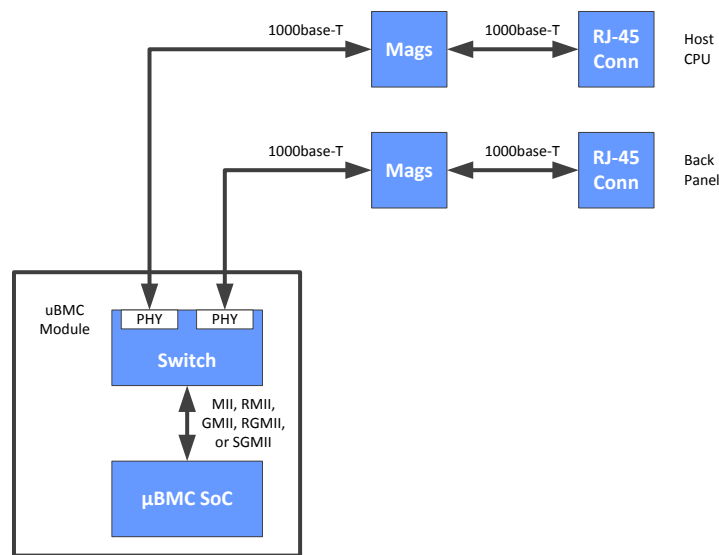 1000base-T
1000base-T
Mags
RJ-45
Conn
Host
CPU
1000base-T
1000base-T
Mags
RJ-45
Conn
Back
Panel
uBMC
Module
PHY
PHY
Switch
MII, RMII,
GMII, RGMII,
or SGMII
µBMC SoC